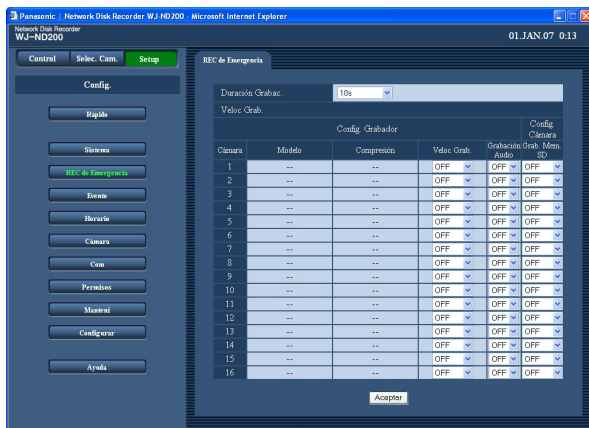 Panasonic | Network Disk Recorder WJ-ND200 - Microsoft Internet Explorer
Network Disk Recorder
WJ-ND200
01.JAN.07 0:13
Control Selec. Cam. Setup
Config.
Rápido
Sistema
REC de Emergencia
Evento
Horario
Cámara
Com
Permisos
Manteni
Configurar
Ayuda
REC de Emergencia
Duración Grabac. 10s
Veloc Grab.
Config. Grabador Config. Cámara
Cámara Modelo Compresión Veloc Grab. Grabación Audio Grab. Mem. SD
1 -- -- OFF OFF OFF
2 -- -- OFF OFF OFF
3 -- -- OFF OFF OFF
4 -- -- OFF OFF OFF
5 -- -- OFF OFF OFF
6 -- -- OFF OFF OFF
7 -- -- OFF OFF OFF
8 -- -- OFF OFF OFF
9 -- -- OFF OFF OFF
10 -- -- OFF OFF OFF
11 -- -- OFF OFF OFF
12 -- -- OFF OFF OFF
13 -- -- OFF OFF OFF
14 -- -- OFF OFF OFF
15 -- -- OFF OFF OFF
16 -- -- OFF OFF OFF
Aceptar